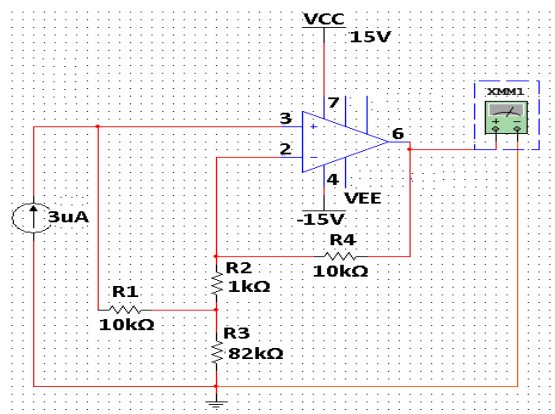 VCC
15V
XMM1
7
3
+
6
2
−
4
VEE
-15V
3uA
R4
10kΩ
R2
1kΩ
R1
10kΩ
R3
82kΩ